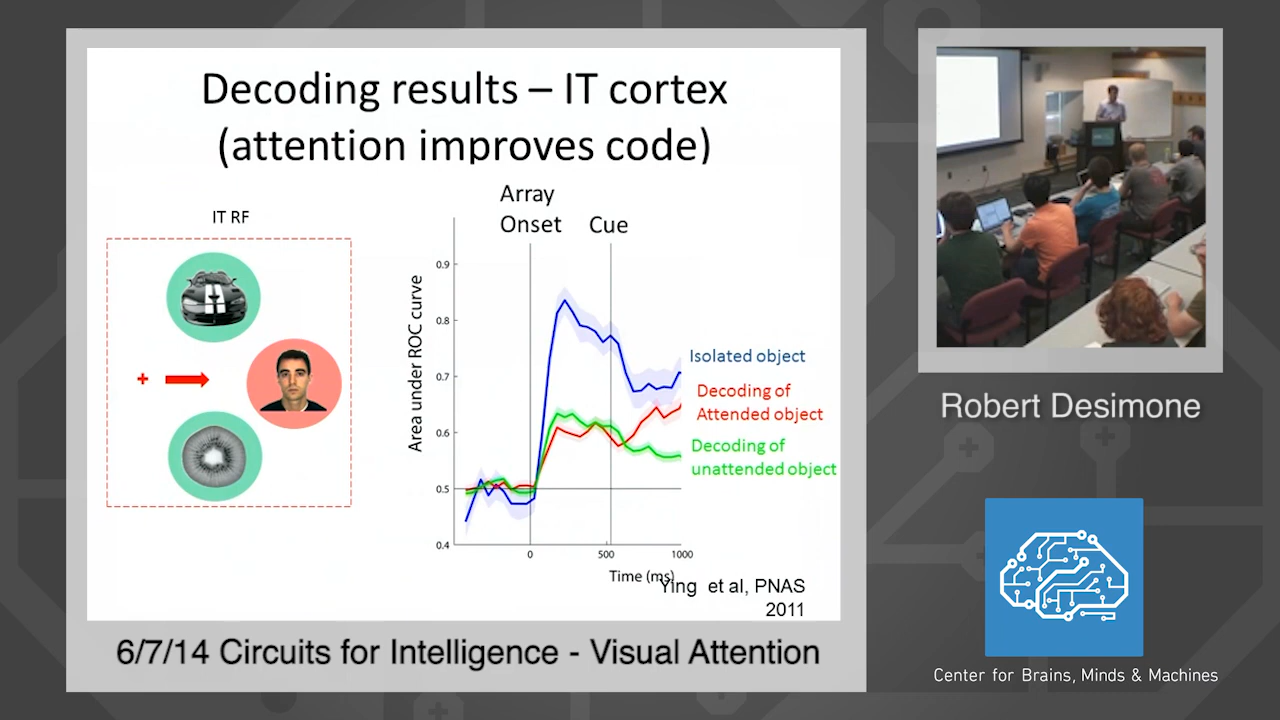 Decoding results – IT cortex
(attention improves code)
IT RF
+
Array
Onset
Cue
Area under ROC curve
0.9
0.8
0.7
0.6
0.5
0.4
Isolated object
Decoding of
Attended object
Decoding of
unattended object
0
500
1000
Time (ms)
Ying et al, PNAS
2011
6/7/14 Circuits for Intelligence - Visual Attention
Robert Desimone
Center for Brains, Minds & Machines